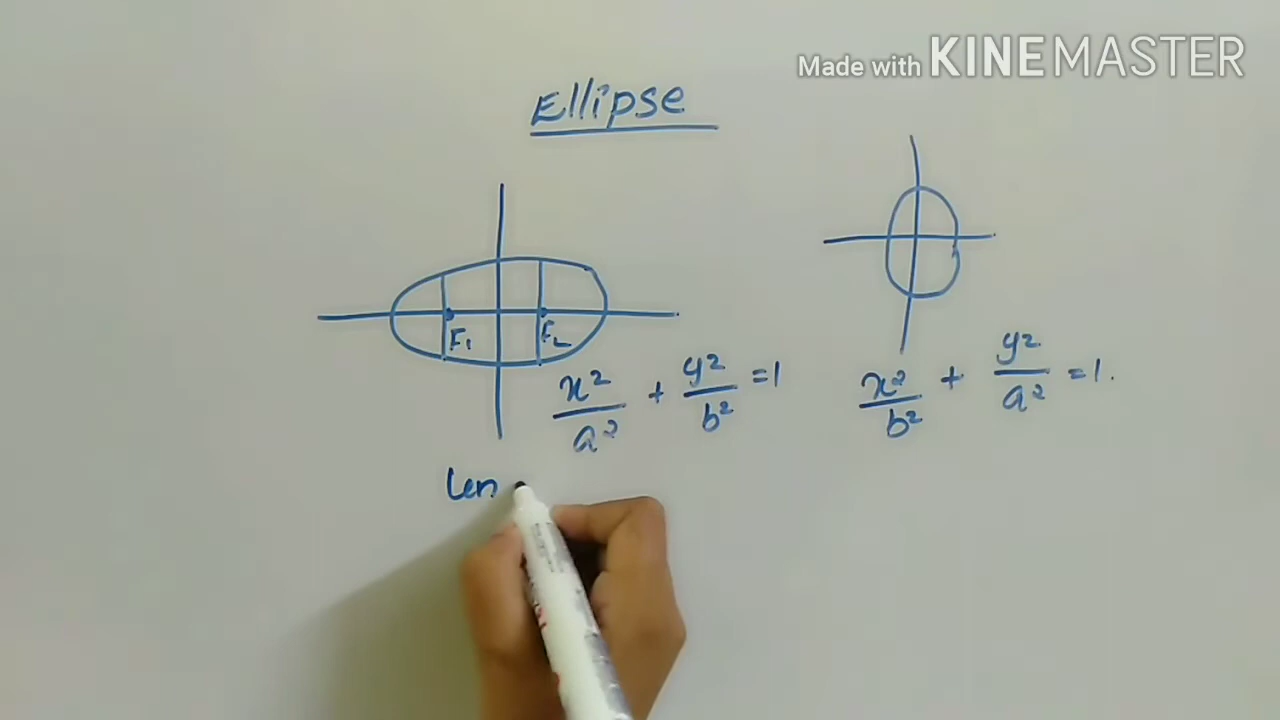 Made with KINEMASTER
Ellipse
F₁ F₂
x²/a² + y²/b² = 1
x²/b² + y²/a² = 1.
Len